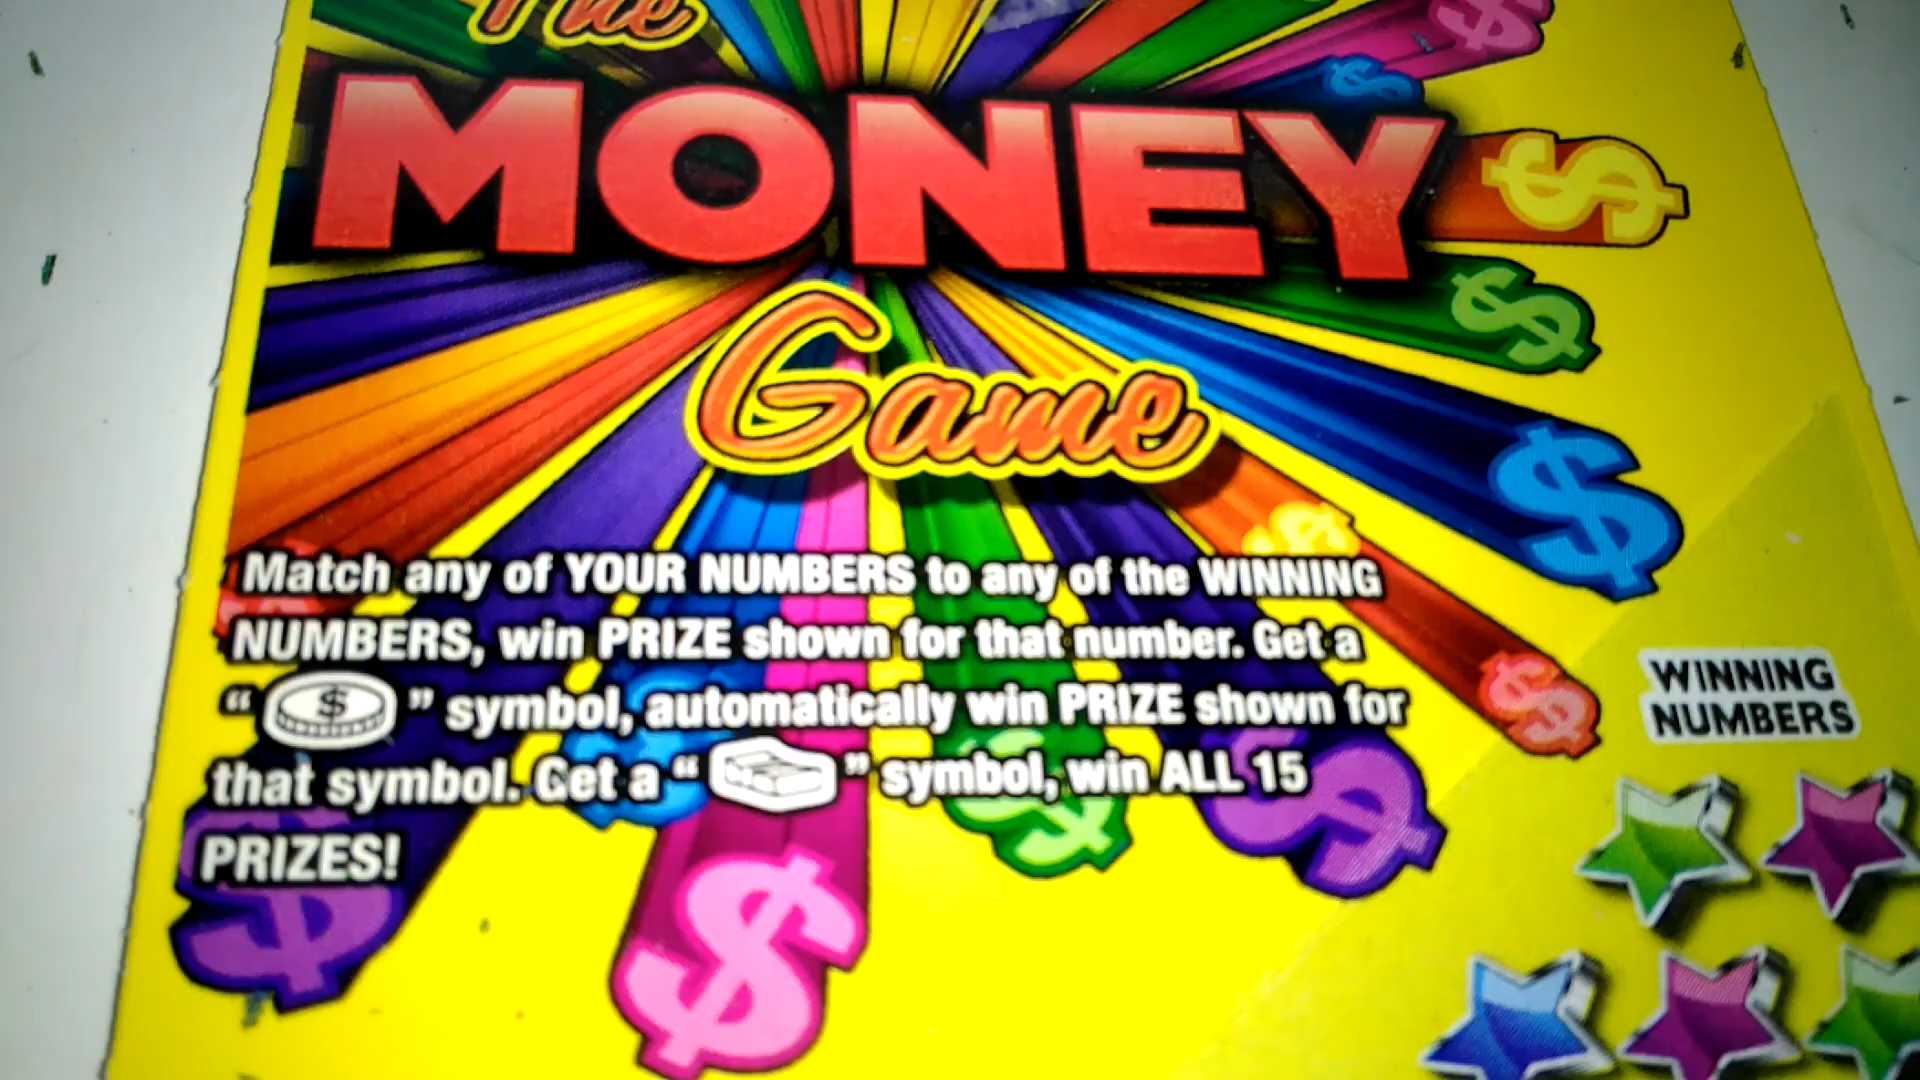 The
MONEY
Game
Match any of YOUR NUMBERS to any of the WINNING
NUMBERS, win PRIZE shown for that number. Get a
“ $ ” symbol, automatically win PRIZE shown for
that symbol. Get a “ ” symbol, win ALL 15
PRIZES!
WINNING
NUMBERS